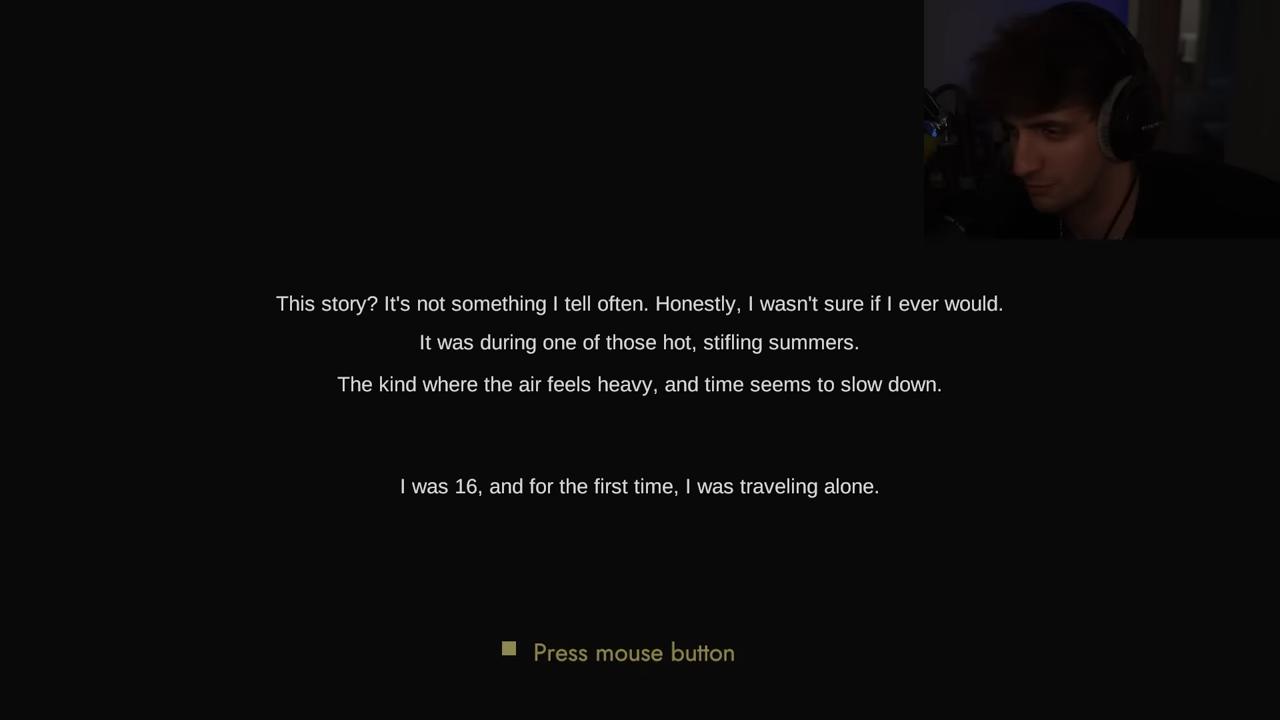 This story? It's not something I tell often. Honestly, I wasn't sure if I ever would.
It was during one of those hot, stifling summers.
The kind where the air feels heavy, and time seems to slow down.
I was 16, and for the first time, I was traveling alone.
Press mouse button